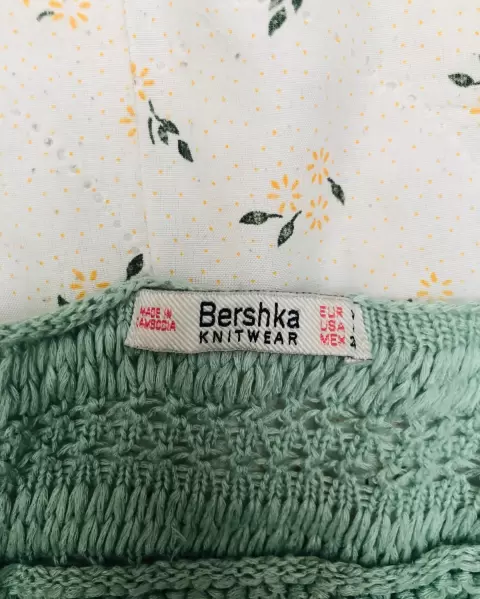 MADE IN
CAMBODIA
Bershka
KNITWEAR
EUR
USA
MEX